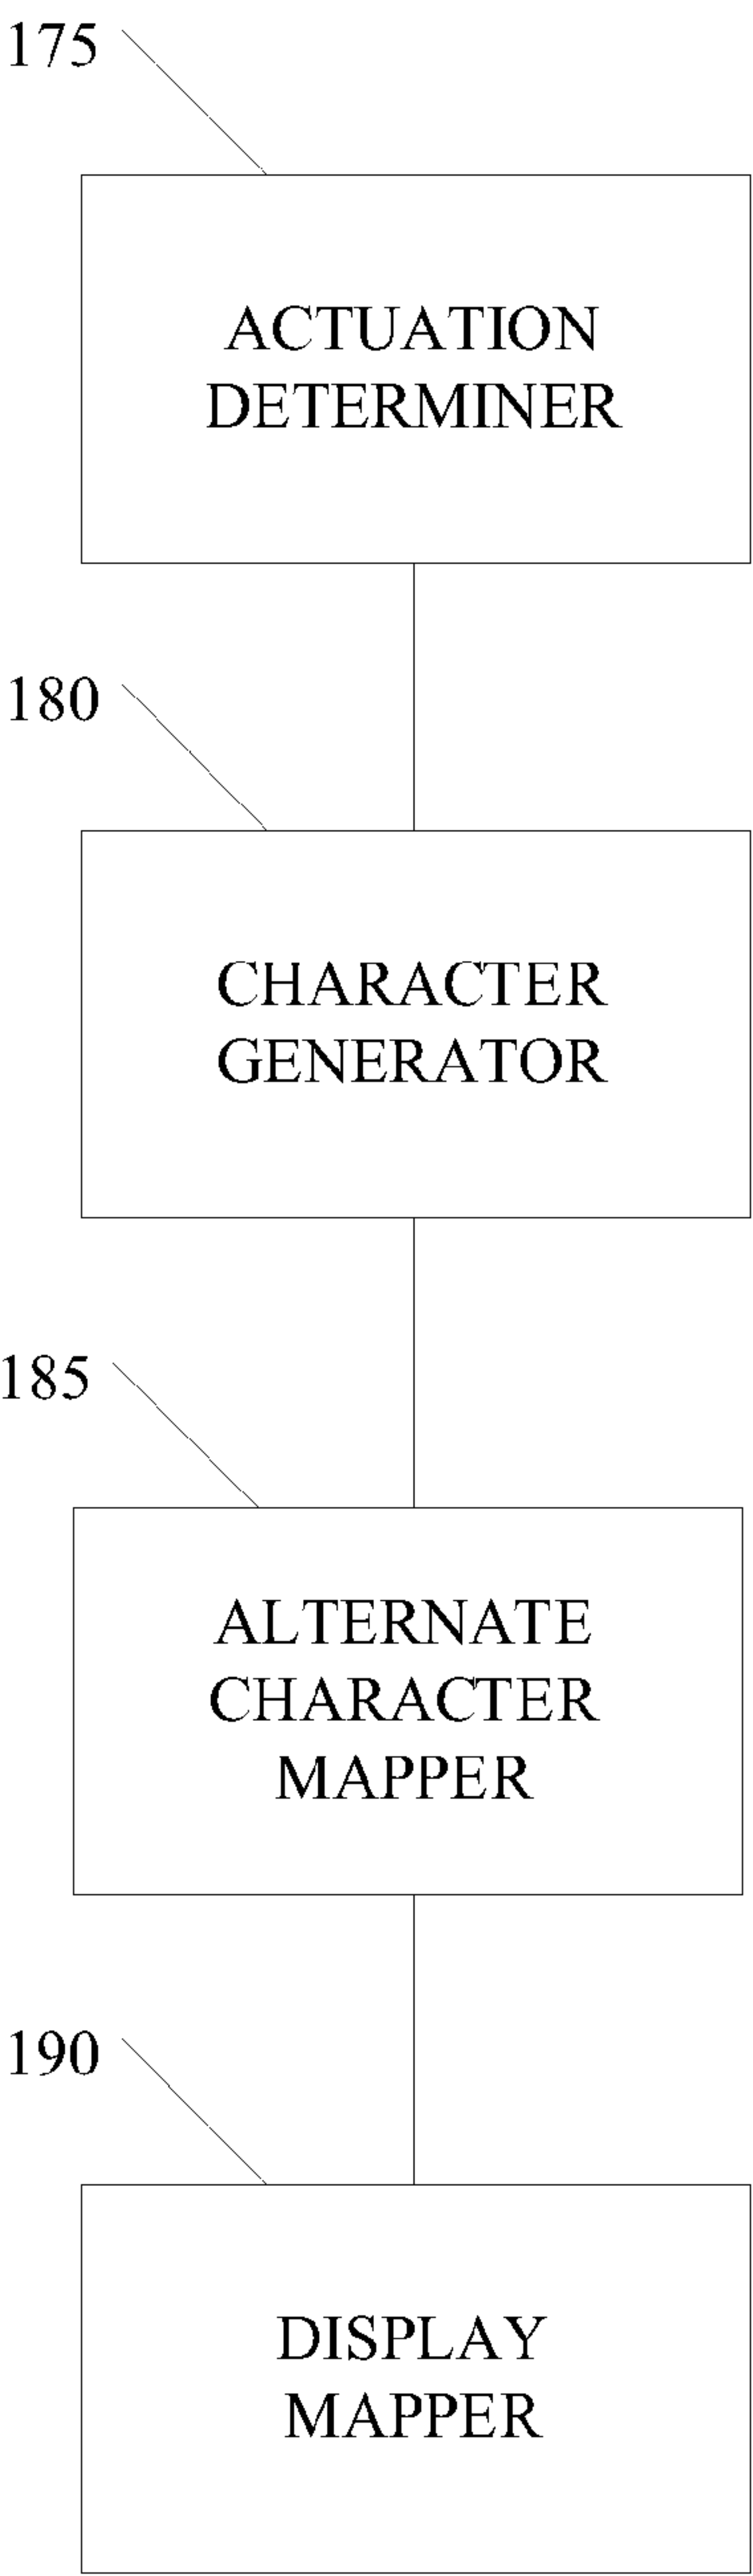 175
ACTUATION
DETERMINER
180
CHARACTER
GENERATOR
185
ALTERNATE
CHARACTER
MAPPER
190
DISPLAY
MAPPER